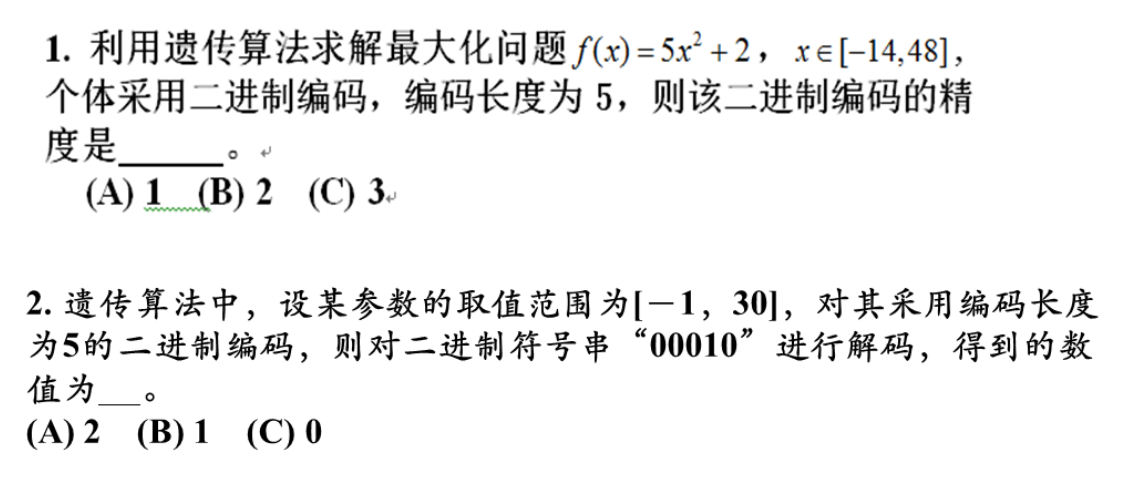 1. 利用遗传算法求解最大化问题 f(x) = 5x² + 2， x∈[−14,48]，
个体采用二进制编码，编码长度为 5，则该二进制编码的精
度是______。
(A) 1 (B) 2 (C) 3
2. 遗传算法中，设某参数的取值范围为[－1，30]，对其采用编码长度
为5的二进制编码，则对二进制符号串“00010”进行解码，得到的数
值为__。
(A) 2 (B) 1 (C) 0